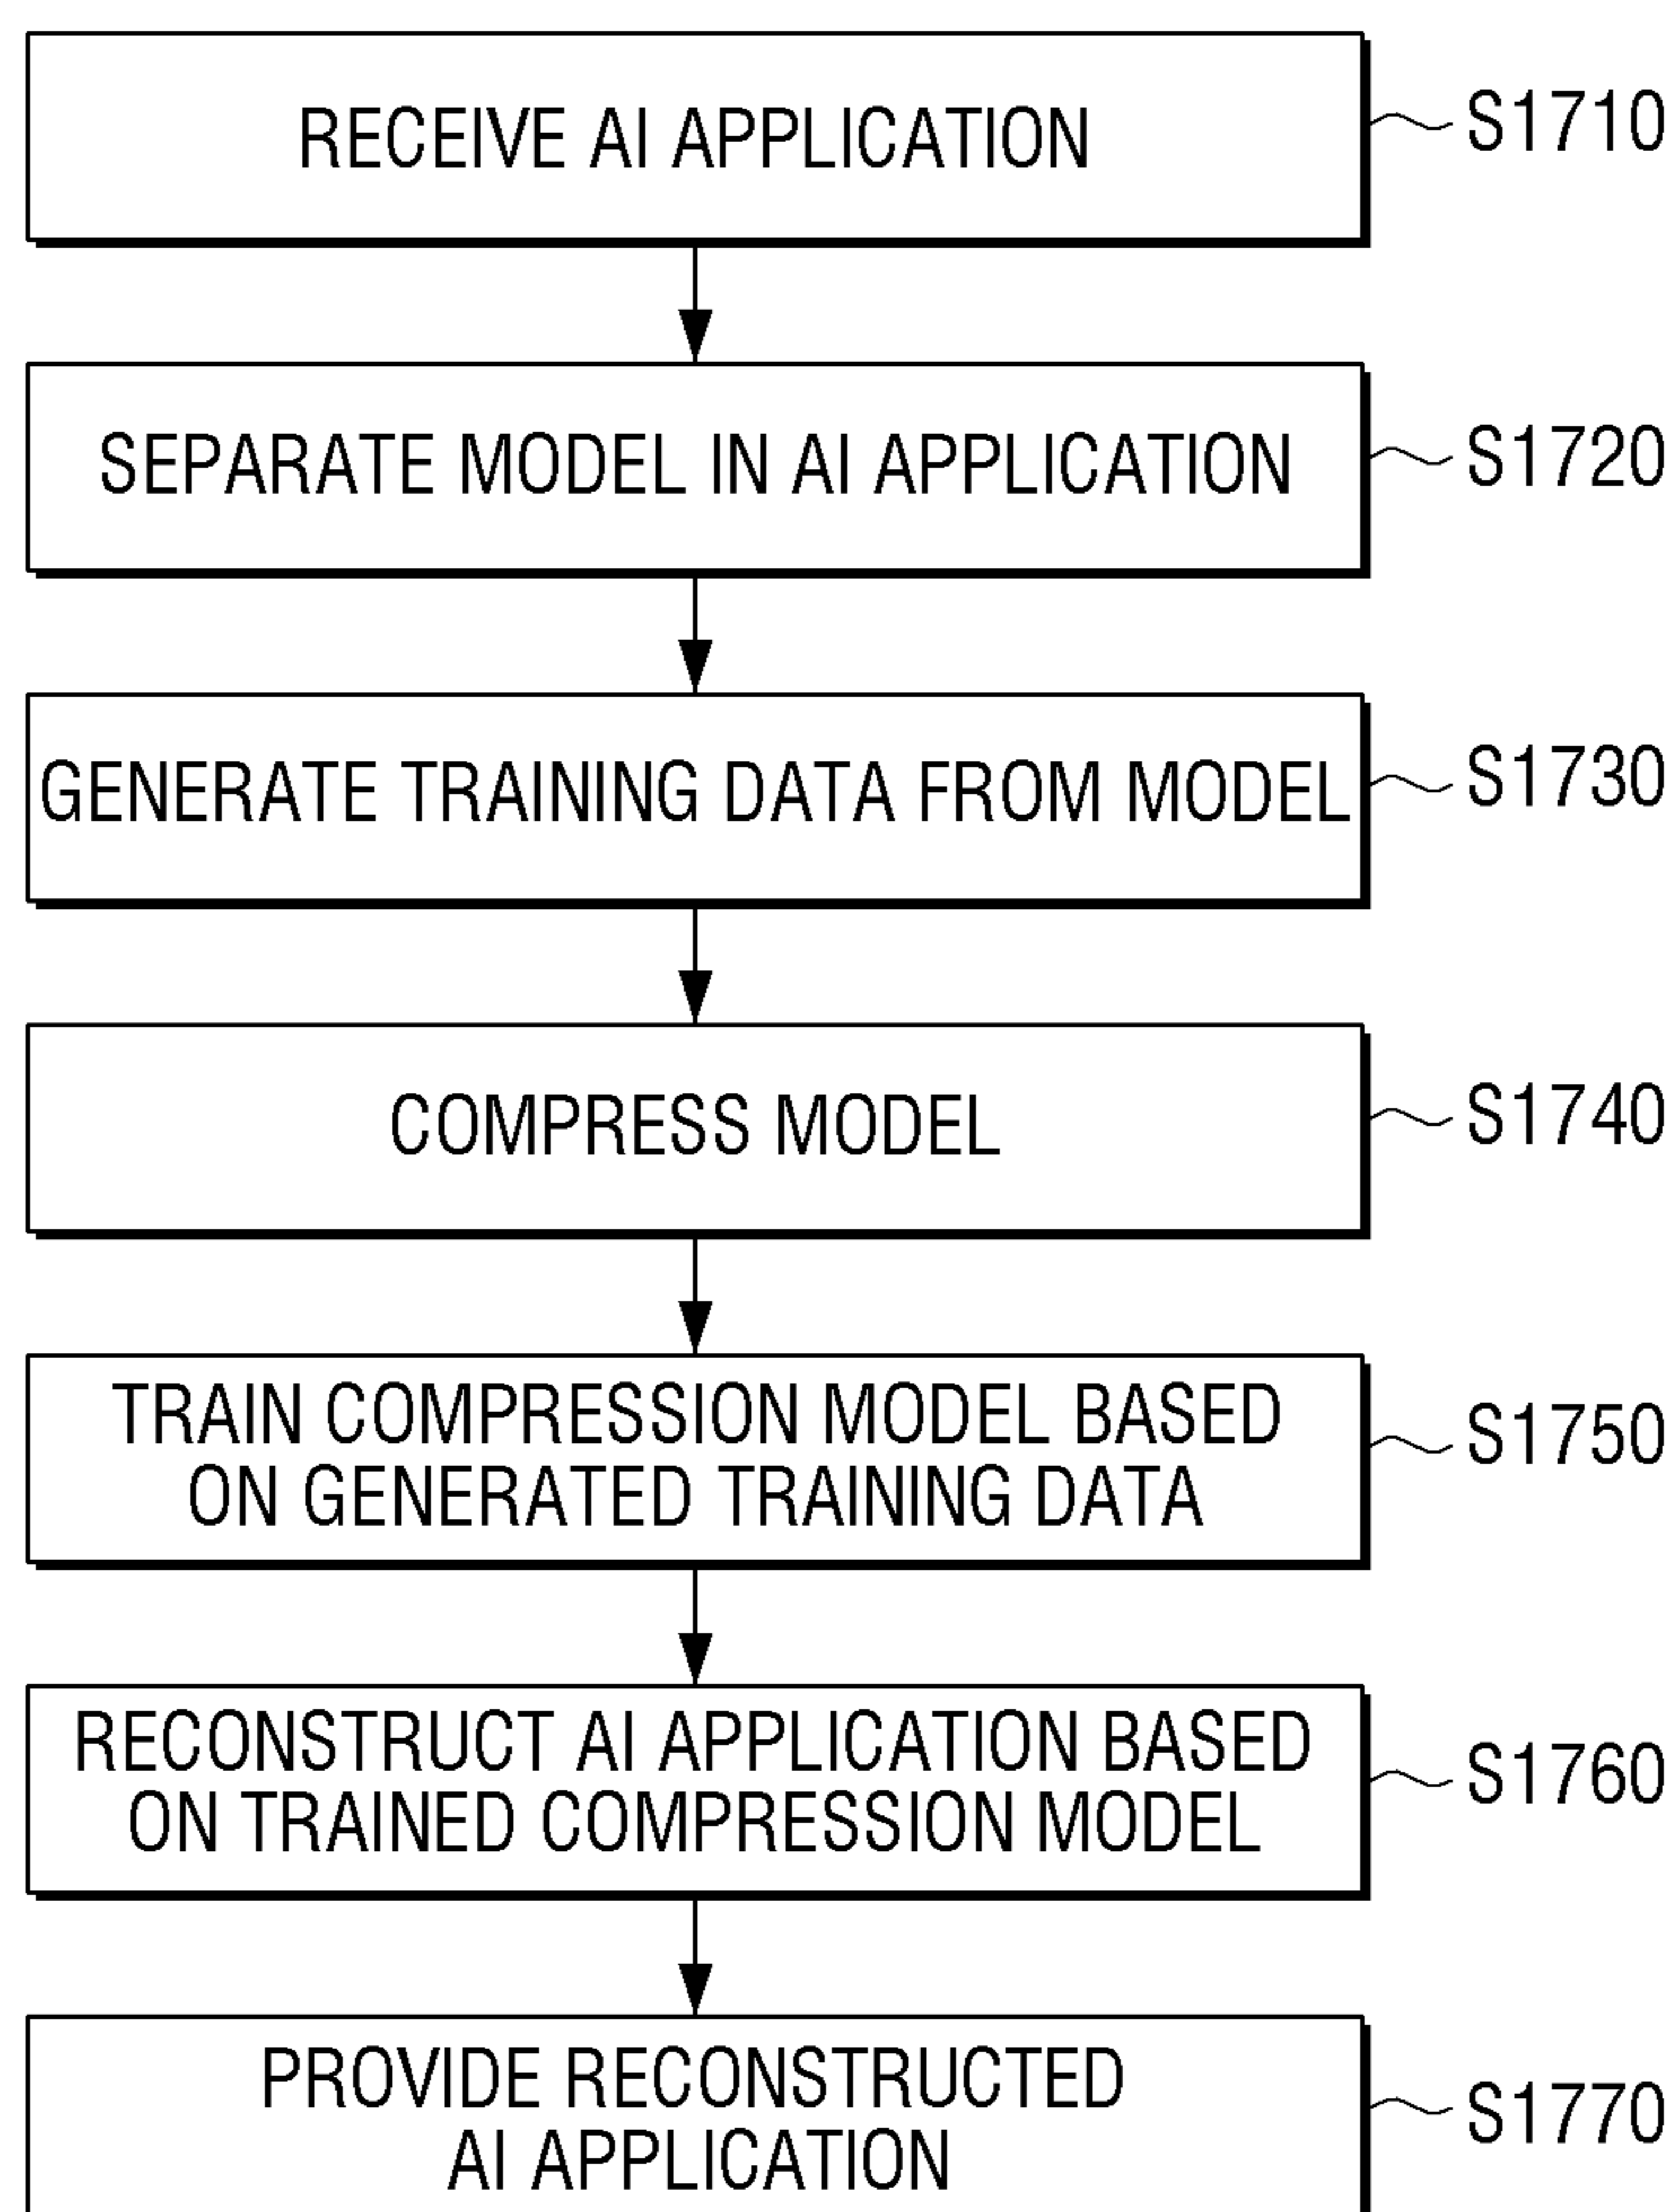 RECEIVE AI APPLICATION
S1710
SEPARATE MODEL IN AI APPLICATION
S1720
GENERATE TRAINING DATA FROM MODEL
S1730
COMPRESS MODEL
S1740
TRAIN COMPRESSION MODEL BASED
ON GENERATED TRAINING DATA
S1750
RECONSTRUCT AI APPLICATION BASED
ON TRAINED COMPRESSION MODEL
S1760
PROVIDE RECONSTRUCTED
AI APPLICATION
S1770